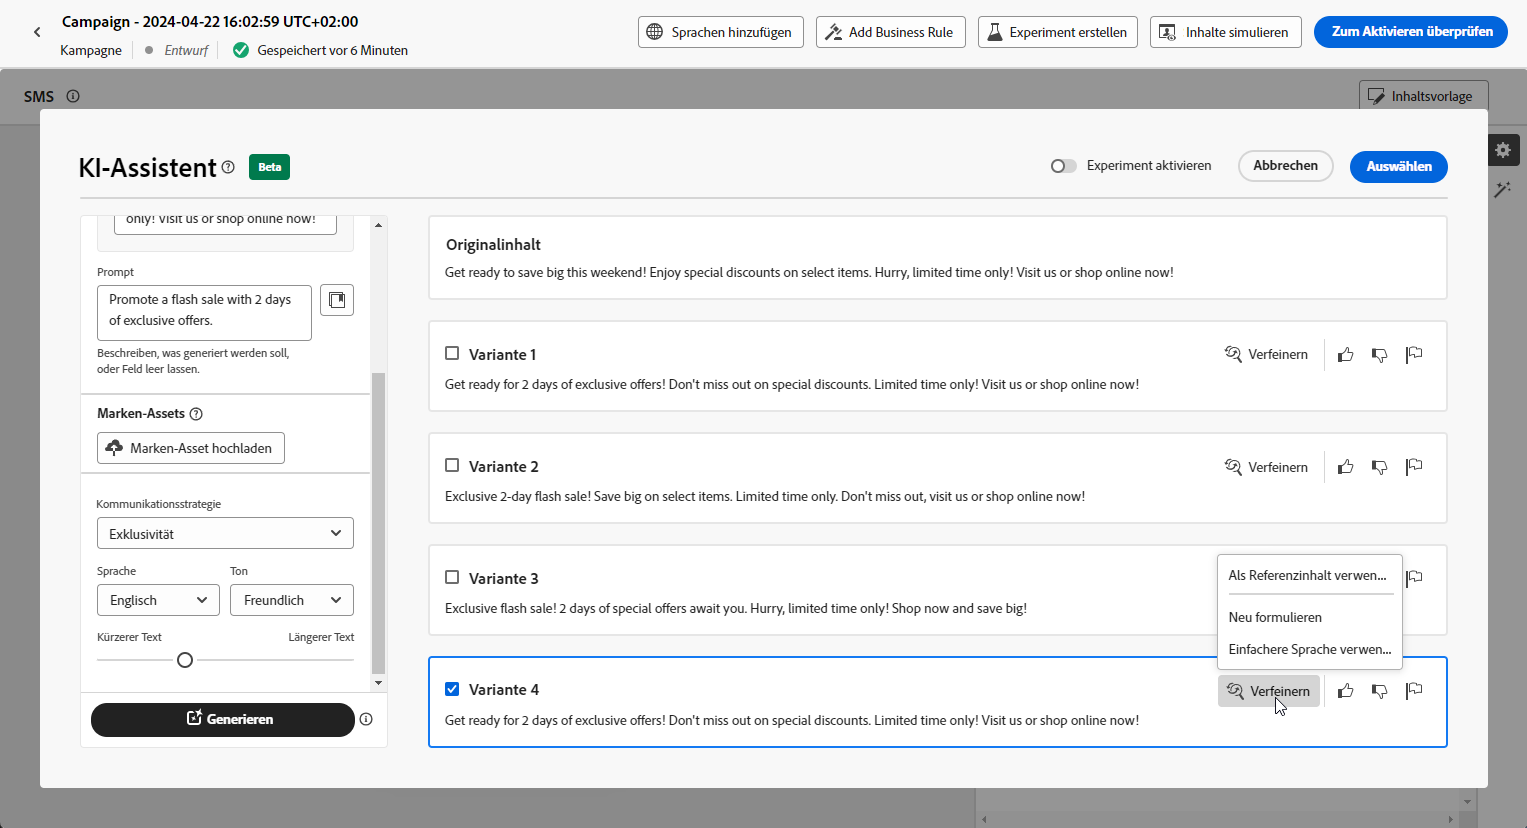 Campaign - 2024-04-22 16:02:59 UTC+02:00
Kampagne
Entwurf
Gespeichert vor 6 Minuten
Sprachen hinzufügen
Add Business Rule
Experiment erstellen
Inhalte simulieren
Zum Aktivieren überprüfen
SMS
Inhaltsvorlage
KI-Assistent
Beta
Experiment aktivieren
Abbrechen
Auswählen
only! Visit us or shop online now!
Prompt
Promote a flash sale with 2 days
of exclusive offers.
Beschreiben, was generiert werden soll,
oder Feld leer lassen.
Marken-Assets
Marken-Asset hochladen
Kommunikationsstrategie
Exklusivität
Sprache
Ton
Englisch
Freundlich
Kürzerer Text
Längerer Text
Generieren
Originalinhalt
Get ready to save big this weekend! Enjoy special discounts on select items. Hurry, limited time only! Visit us or shop online now!
Variante 1
Verfeinern
Get ready for 2 days of exclusive offers! Don't miss out on special discounts. Limited time only! Visit us or shop online now!
Variante 2
Verfeinern
Exclusive 2-day flash sale! Save big on select items. Limited time only. Don't miss out, visit us or shop online now!
Variante 3
Exclusive flash sale! 2 days of special offers await you. Hurry, limited time only! Shop now and save big!
Als Referenzinhalt verwen...
Neu formulieren
Einfachere Sprache verwen...
Variante 4
Verfeinern
Get ready for 2 days of exclusive offers! Don't miss out on special discounts. Limited time only! Visit us or shop online now!